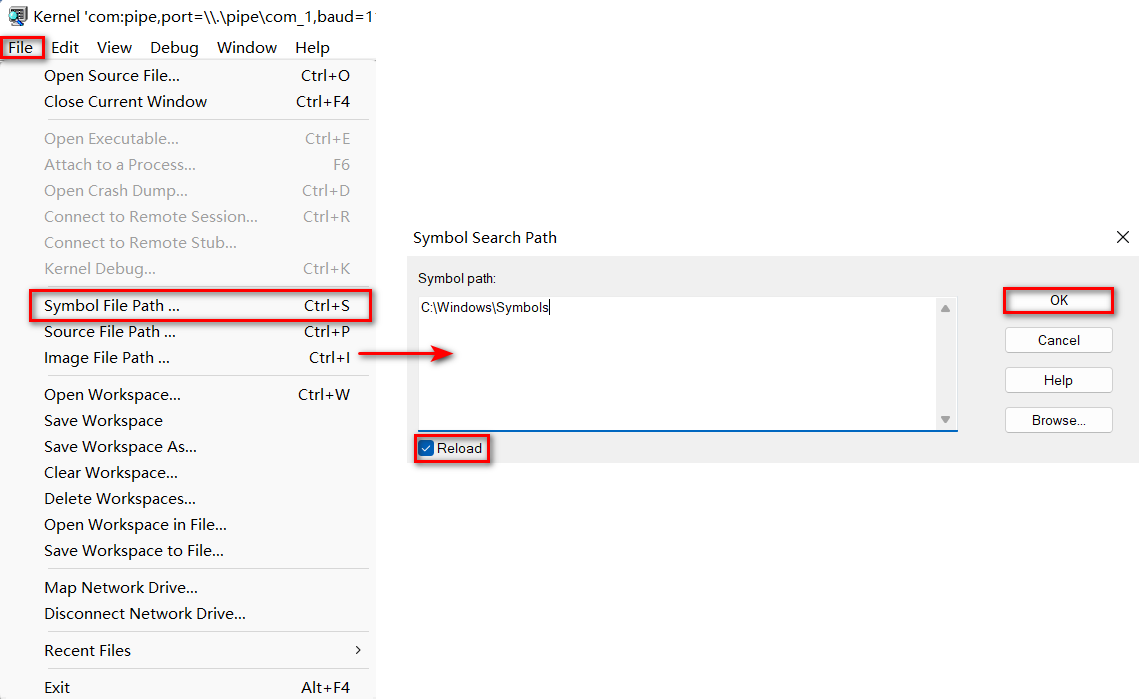 Kernel 'com:pipe,port=\\.\pipe\com_1,baud=1
File Edit View Debug Window Help
Open Source File... Ctrl+O
Close Current Window Ctrl+F4
Open Executable... Ctrl+E
Attach to a Process... F6
Open Crash Dump... Ctrl+D
Connect to Remote Session... Ctrl+R
Connect to Remote Stub...
Kernel Debug... Ctrl+K
Symbol File Path ... Ctrl+S
Source File Path ... Ctrl+P
Image File Path ... Ctrl+I
Open Workspace... Ctrl+W
Save Workspace
Save Workspace As...
Clear Workspace...
Delete Workspaces...
Open Workspace in File...
Save Workspace to File...
Map Network Drive...
Disconnect Network Drive...
Recent Files
Exit Alt+F4
Symbol Search Path
Symbol path:
C:\Windows\Symbols
Reload
OK
Cancel
Help
Browse...